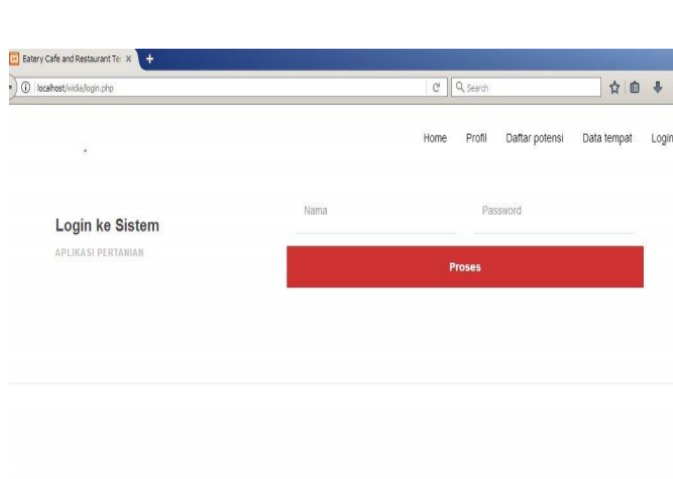 Eatery Cafe and Restaurant Te
localhost/widia/login.php
Search
Home Profil Daftar potensi Data tempat Login
Login ke Sistem
APLIKASI PERTANIAN
Nama Password
Proses